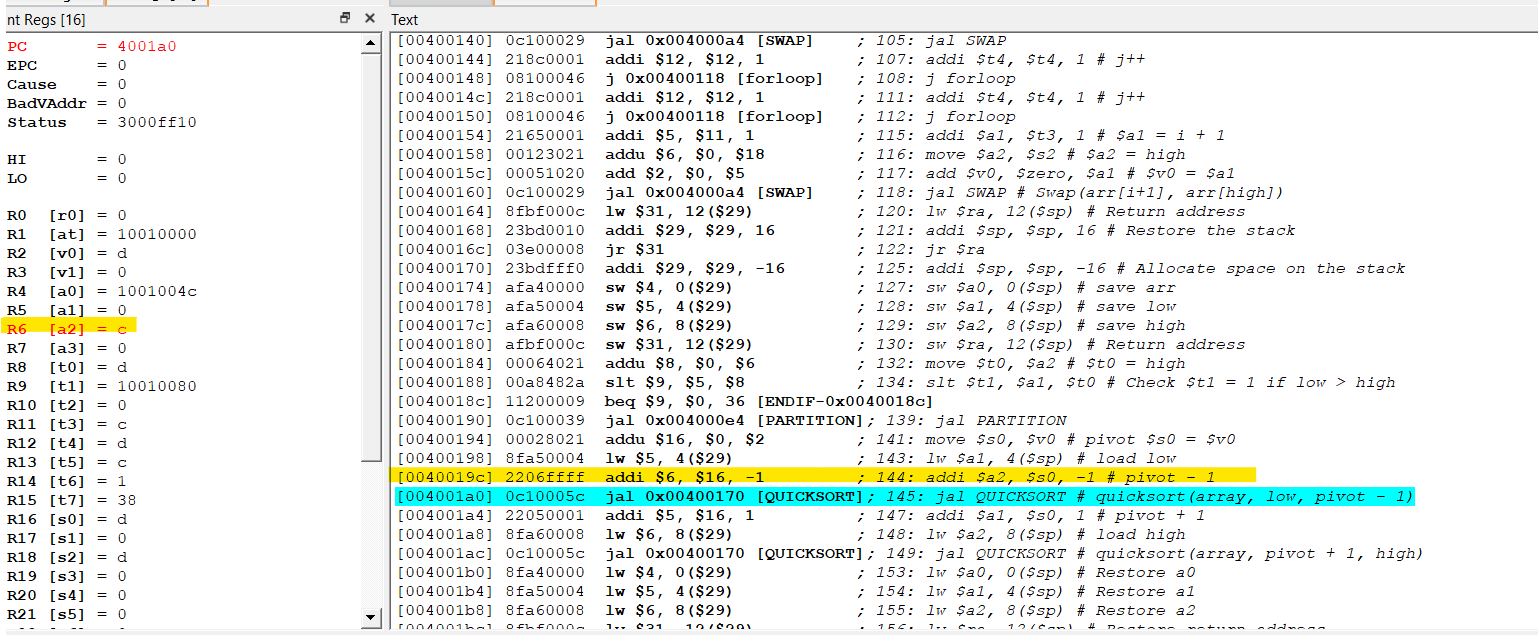 nt Regs [16]
PC = 4001a0
EPC = 0
Cause = 0
BadVAddr = 0
Status = 3000ff10
HI = 0
LO = 0
R0 [r0] = 0
R1 [at] = 10010000
R2 [v0] = d
R3 [v1] = 0
R4 [a0] = 1001004c
R5 [a1] = 0
R6 [a2] = c
R7 [a3] = 0
R8 [t0] = d
R9 [t1] = 10010080
R10 [t2] = 0
R11 [t3] = c
R12 [t4] = d
R13 [t5] = c
R14 [t6] = 1
R15 [t7] = 38
R16 [s0] = d
R17 [s1] = 0
R18 [s2] = d
R19 [s3] = 0
R20 [s4] = 0
R21 [s5] = 0
Text
[00400140] 0c100029 jal 0x004000a4 [SWAP] ; 105: jal SWAP
[00400144] 218c0001 addi $12, $12, 1 ; 107: addi $t4, $t4, 1 # j++
[00400148] 08100046 j 0x00400118 [forloop] ; 108: j forloop
[0040014c] 218c0001 addi $12, $12, 1 ; 111: addi $t4, $t4, 1 # j++
[00400150] 08100046 j 0x00400118 [forloop] ; 112: j forloop
[00400154] 21650001 addi $5, $11, 1 ; 115: addi $a1, $t3, 1 # $a1 = i + 1
[00400158] 00123021 addu $6, $0, $18 ; 116: move $a2, $s2 # $a2 = high
[0040015c] 00051020 add $2, $0, $5 ; 117: add $v0, $zero, $a1 # $v0 = $a1
[00400160] 0c100029 jal 0x004000a4 [SWAP] ; 118: jal SWAP # Swap(arr[i+1], arr[high])
[00400164] 8fbf000c lw $31, 12($29) ; 120: lw $ra, 12($sp) # Return address
[00400168] 23bd0010 addi $29, $29, 16 ; 121: addi $sp, $sp, 16 # Restore the stack
[0040016c] 03e00008 jr $31 ; 122: jr $ra
[00400170] 23bdfff0 addi $29, $29, -16 ; 125: addi $sp, $sp, -16 # Allocate space on the stack
[00400174] afa40000 sw $4, 0($29) ; 127: sw $a0, 0($sp) # save arr
[00400178] afa50004 sw $5, 4($29) ; 128: sw $a1, 4($sp) # save low
[0040017c] afa60008 sw $6, 8($29) ; 129: sw $a2, 8($sp) # save high
[00400180] afbf000c sw $31, 12($29) ; 130: sw $ra, 12($sp) # Return address
[00400184] 00064021 addu $8, $0, $6 ; 132: move $t0, $a2 # $t0 = high
[00400188] 00a8482a slt $9, $5, $8 ; 134: slt $t1, $a1, $t0 # Check $t1 = 1 if low > high
[0040018c] 11200009 beq $9, $0, 36 [ENDIF-0x0040018c]
[00400190] 0c100039 jal 0x004000e4 [PARTITION]; 139: jal PARTITION
[00400194] 00028021 addu $16, $0, $2 ; 141: move $s0, $v0 # pivot $s0 = $v0
[00400198] 8fa50004 lw $5, 4($29) ; 143: lw $a1, 4($sp) # load low
[0040019c] 2206ffff addi $6, $16, -1 ; 144: addi $a2, $s0, -1 # pivot - 1
[004001a0] 0c10005c jal 0x00400170 [QUICKSORT]; 145: jal QUICKSORT # quicksort(array, low, pivot - 1)
[004001a4] 22050001 addi $5, $16, 1 ; 147: addi $a1, $s0, 1 # pivot + 1
[004001a8] 8fa60008 lw $6, 8($29) ; 148: lw $a2, 8($sp) # load high
[004001ac] 0c10005c jal 0x00400170 [QUICKSORT]; 149: jal QUICKSORT # quicksort(array, pivot + 1, high)
[004001b0] 8fa40000 lw $4, 0($29) ; 153: lw $a0, 0($sp) # Restore a0
[004001b4] 8fa50004 lw $5, 4($29) ; 154: lw $a1, 4($sp) # Restore a1
[004001b8] 8fa60008 lw $6, 8($29) ; 155: lw $a2, 8($sp) # Restore a2
[004001bc] 8fbf000c lw $31, 12($29) ; 156: lw $ra, 12($sp) # Restore return address